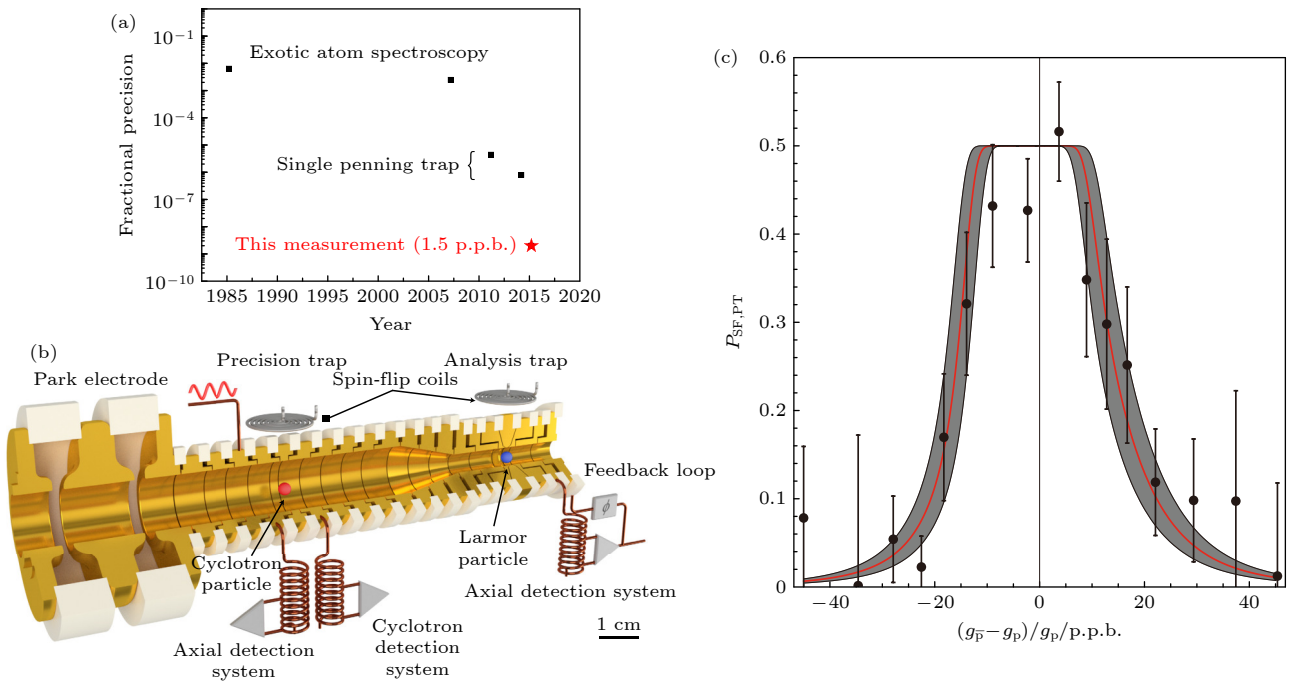 (a)
Fractional precision
10⁻¹
10⁻⁴
10⁻⁷
10⁻¹⁰
Exotic atom spectroscopy
Single penning trap {
This measurement (1.5 p.p.b.) ★
1985 1990 1995 2000 2005 2010 2015 2020
Year
(b)
Precision trap
Analysis trap
Park electrode
Spin-flip coils
Feedback loop
ϕ
Cyclotron
particle
Larmor
particle
Axial detection system
Axial detection
system
Cyclotron
detection
system
1 cm
(c)
P_SF,PT
0.6
0.5
0.4
0.3
0.2
0.1
0
−40 −20 0 20 40
(g_p̅−g_p)/g_p/p.p.b.